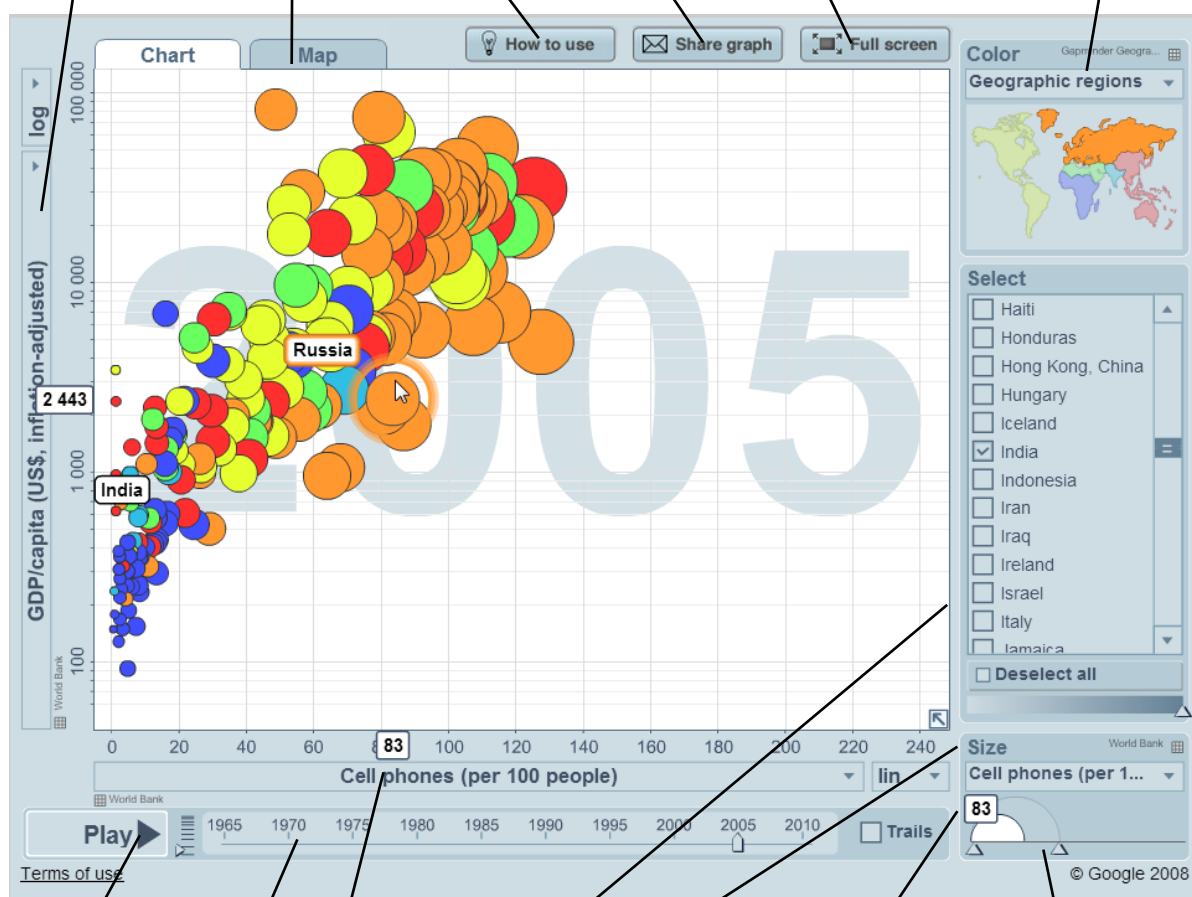 Chart
Map
How to use
Share graph
Full screen
Color
Gapminder Geogra...
Geographic regions
log
GDP/capita (US$, inflation-adjusted)
World Bank
100 000
10 000
1 000
100
2005
Russia
2 443
India
Select
Haiti
Honduras
Hong Kong, China
Hungary
Iceland
India
Indonesia
Iran
Iraq
Ireland
Israel
Italy
Jamaica
Deselect all
0 20 40 60 83 100 120 140 160 180 200 220 240
Cell phones (per 100 people)
lin
World Bank
Size
World Bank
Cell phones (per 1...
83
Play
1965 1970 1975 1980 1985 1990 1995 2000 2005 2010
Trails
Terms of use
© Google 2008